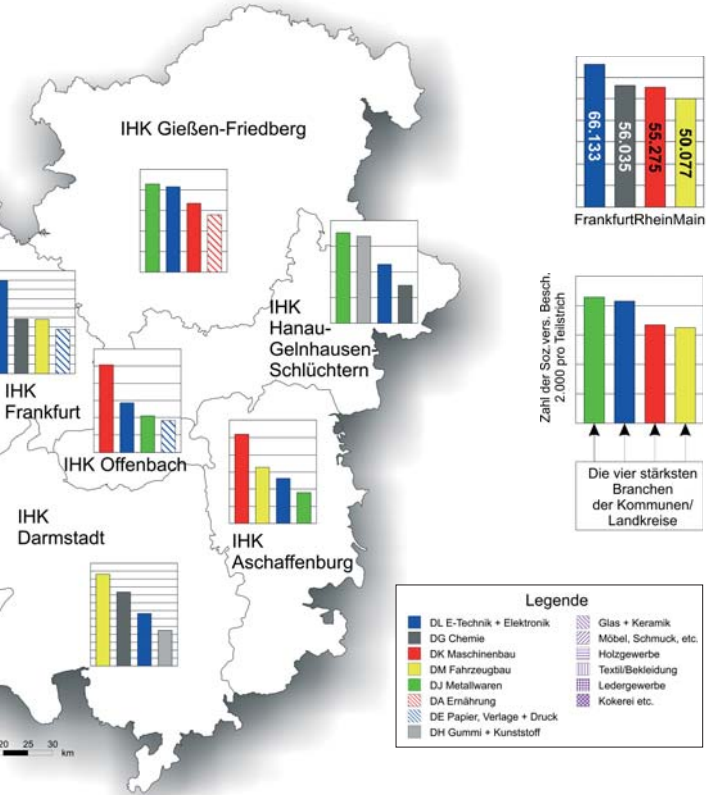 IHK Gießen-Friedberg
IHK
Hanau-
Gelnhausen-
Schlüchtern
IHK
Frankfurt
IHK Offenbach
IHK
Darmstadt
IHK
Aschaffenburg
20 25 30
km
66.133
56.035
55.275
50.077
FrankfurtRheinMain
Zahl der Soz.vers. Besch.
2.000 pro Teilstrich
Die vier stärksten
Branchen
der Kommunen/
Landkreise
Legende
DL E-Technik + Elektronik
DG Chemie
DK Maschinenbau
DM Fahrzeugbau
DJ Metallwaren
DA Ernährung
DE Papier, Verlage + Druck
DH Gummi + Kunststoff
Glas + Keramik
Möbel, Schmuck, etc.
Holzgewerbe
Textil/Bekleidung
Ledergewerbe
Kokerei etc.